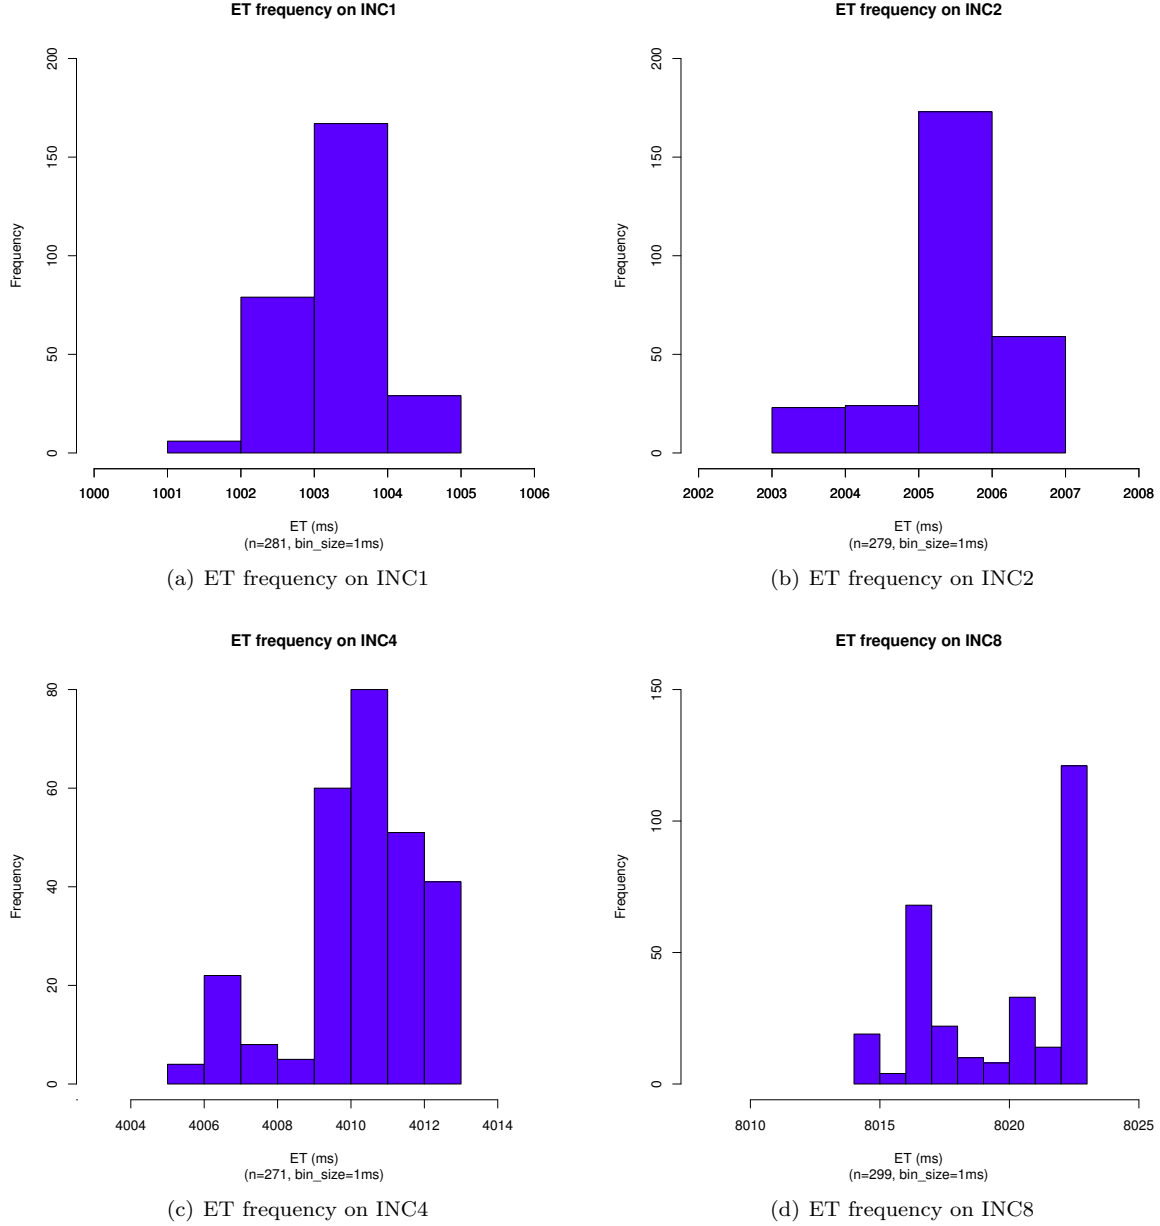 ET frequency on INC1
Frequency
0
50
100
150
200
1000 1001 1002 1003 1004 1005 1006
ET (ms)
(n=281, bin_size=1ms)
(a) ET frequency on INC1
ET frequency on INC2
Frequency
0
50
100
150
200
2002 2003 2004 2005 2006 2007 2008
ET (ms)
(n=279, bin_size=1ms)
(b) ET frequency on INC2
ET frequency on INC4
Frequency
0
20
40
60
80
4004 4006 4008 4010 4012 4014
ET (ms)
(n=271, bin_size=1ms)
(c) ET frequency on INC4
ET frequency on INC8
Frequency
0
50
100
150
8010 8015 8020 8025
ET (ms)
(n=299, bin_size=1ms)
(d) ET frequency on INC8